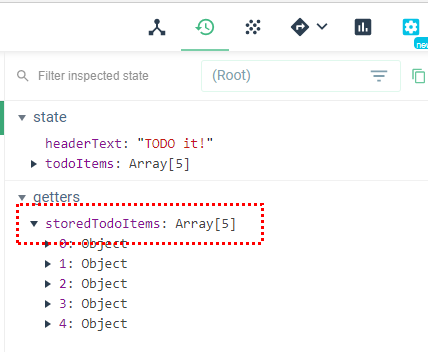 new
Filter inspected state
(Root)
state
headerText: "TODO it!"
todoItems: Array[5]
getters
storedTodoItems: Array[5]
0: Object
1: Object
2: Object
3: Object
4: Object